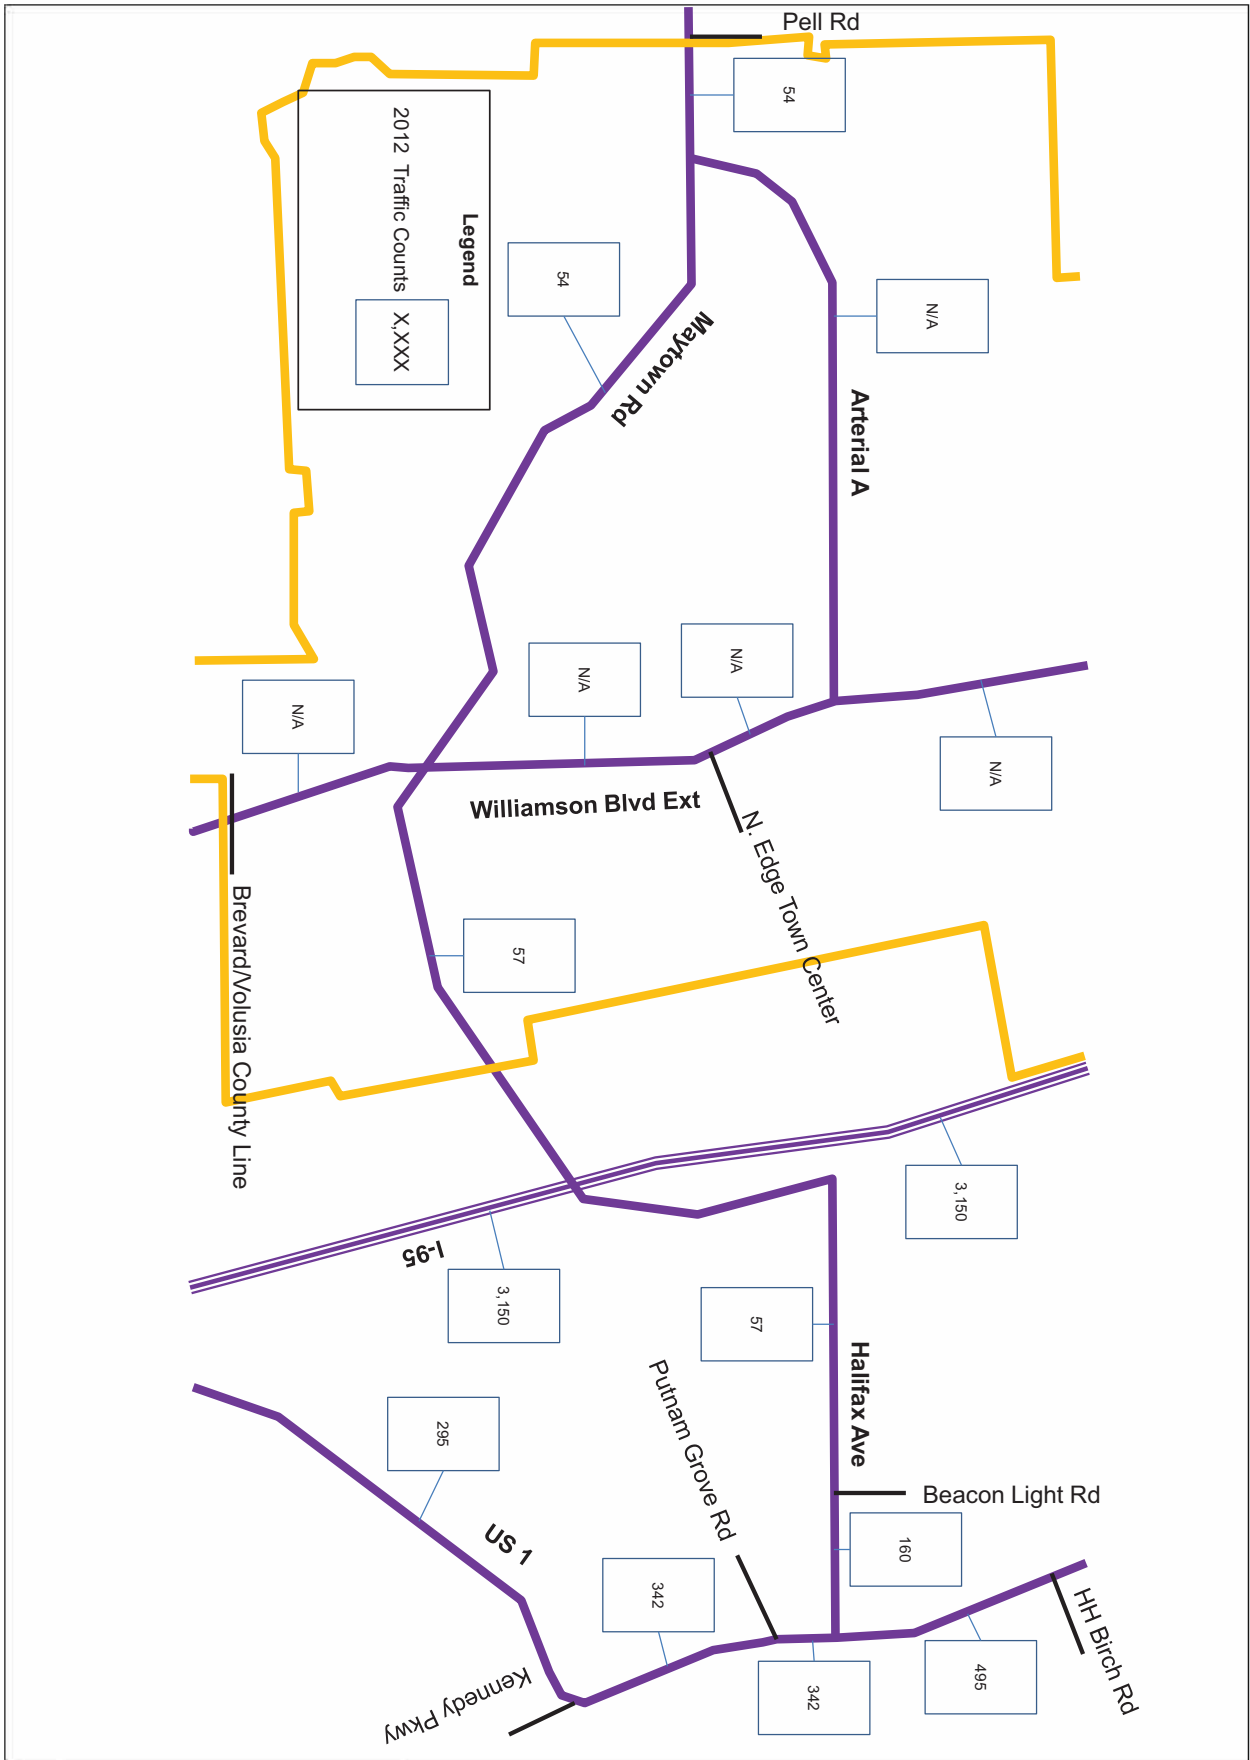 Pell Rd
54
2012 Traffic Counts X,XXX
Legend
54
N/A
Maytown Rd
Arterial A
N/A
N/A
N/A
N/A
Williamson Blvd Ext
N. Edge Town Center
Brevard/Volusia County Line
57
3,150
I-95
3,150
57
Halifax Ave
Putnam Grove Rd
295
Beacon Light Rd
US 1
160
342
HH Birch Rd
495
342
Kennedy Pkwy